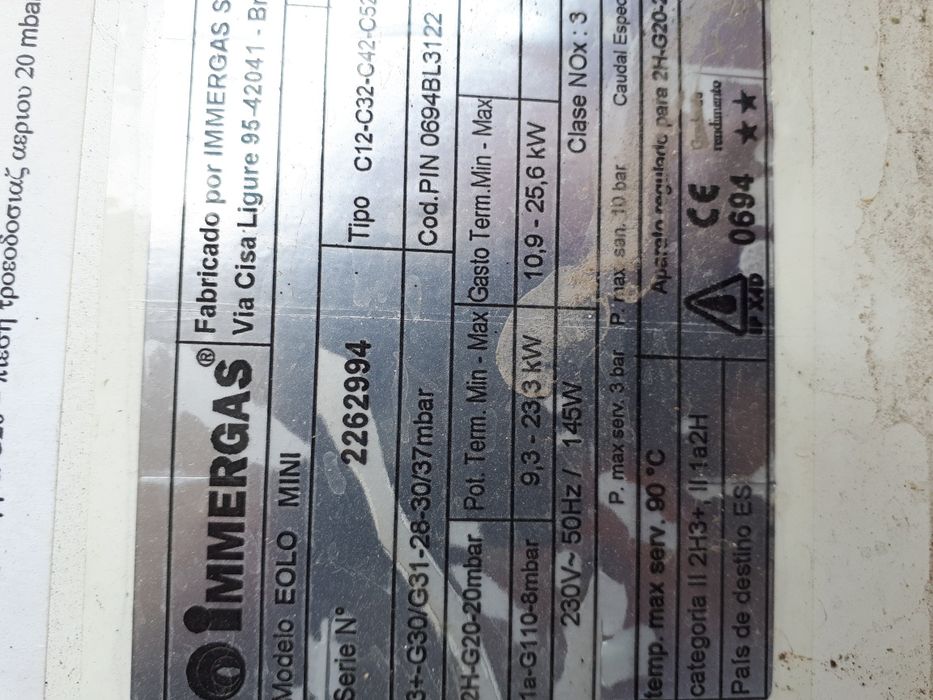 τροεοδοσιαζ αεριου 20 mbar
IMMERGAS®
Fabricado por IMMERGAS S
Via Cisa Ligure 95-42041 - Br
Modelo EOLO MINI
Serie N° 2262994
Tipo C12-C32-C42-C52
3+-G30/G31-28-30/37mbar
Cod.PIN 0694BL3122
2H-G20-20mbar
Pot. Term. Min - Max
Gasto Term.Min - Max
1a-G110-8mbar
9,3 - 23,3 kW
10,9 - 25,6 kW
230V~ 50Hz / 145W
Clase NOx : 3
P. max serv. 3 bar
P. max san. 10 bar
Caudal Espec
temp. max serv. 90 °C
Aparato regulado para 2H-G20-2
categoria II 2H3+, II 1a2H
CE
0694
rendimento
★★
País de destino ES
IP X4D